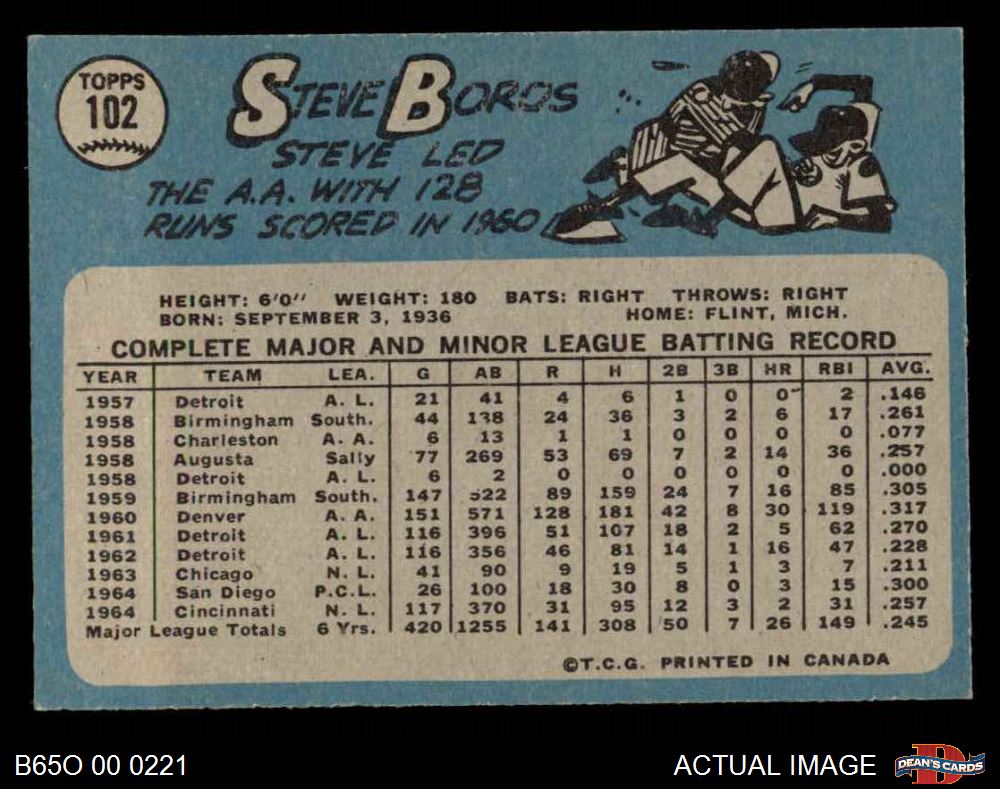 TOPPS
102
STEVE BOROS
STEVE LED
THE A.A. WITH 128
RUNS SCORED IN 1960
HEIGHT: 6'0" WEIGHT: 180 BATS: RIGHT THROWS: RIGHT
BORN: SEPTEMBER 3, 1936 HOME: FLINT, MICH.
COMPLETE MAJOR AND MINOR LEAGUE BATTING RECORD
YEAR TEAM LEA. G AB R H 2B 3B HR RBI AVG.
1957 Detroit A. L. 21 41 4 6 1 0 0 2 .146
1958 Birmingham South. 44 138 24 36 3 2 6 17 .261
1958 Charleston A. A. 6 13 1 1 0 0 0 0 .077
1958 Augusta Sally 77 269 53 69 7 2 14 36 .257
1958 Detroit A. L. 6 2 0 0 0 0 0 0 .000
1959 Birmingham South. 147 522 89 159 24 7 16 85 .305
1960 Denver A. A. 151 571 128 181 42 8 30 119 .317
1961 Detroit A. L. 116 396 51 107 18 2 5 62 .270
1962 Detroit A. L. 116 356 46 81 14 1 16 47 .228
1963 Chicago N. L. 41 90 9 19 5 1 3 7 .211
1964 San Diego P.C.L. 26 100 18 30 8 0 3 15 .300
1964 Cincinnati N. L. 117 370 31 95 12 3 2 31 .257
Major League Totals 6 Yrs. 420 1255 141 308 50 7 26 149 .245
©T.C.G. PRINTED IN CANADA
B65O 00 0221
ACTUAL IMAGE
D
DEAN'S CARDS